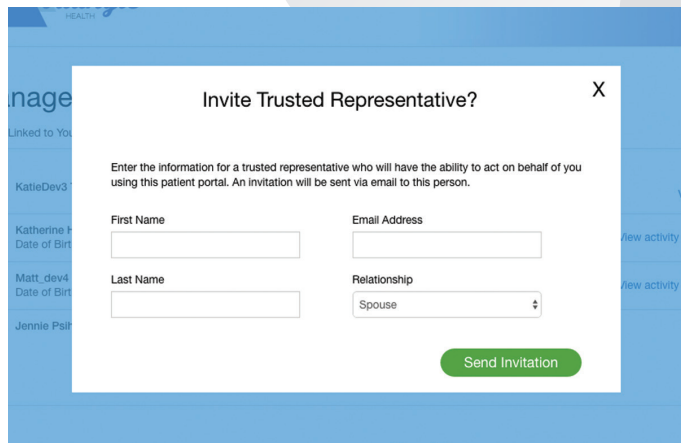 HEALTH
Invite Trusted Representative?
X
Linked to You
Enter the information for a trusted representative who will have the ability to act on behalf of you
using this patient portal. An invitation will be sent via email to this person.
KatieDev3
First Name
Email Address
Katherine
Date of Birt
View activity
Last Name
Relationship
Matt_dev4
Date of Birt
Spouse
View activity
Jennie Psih
Send Invitation